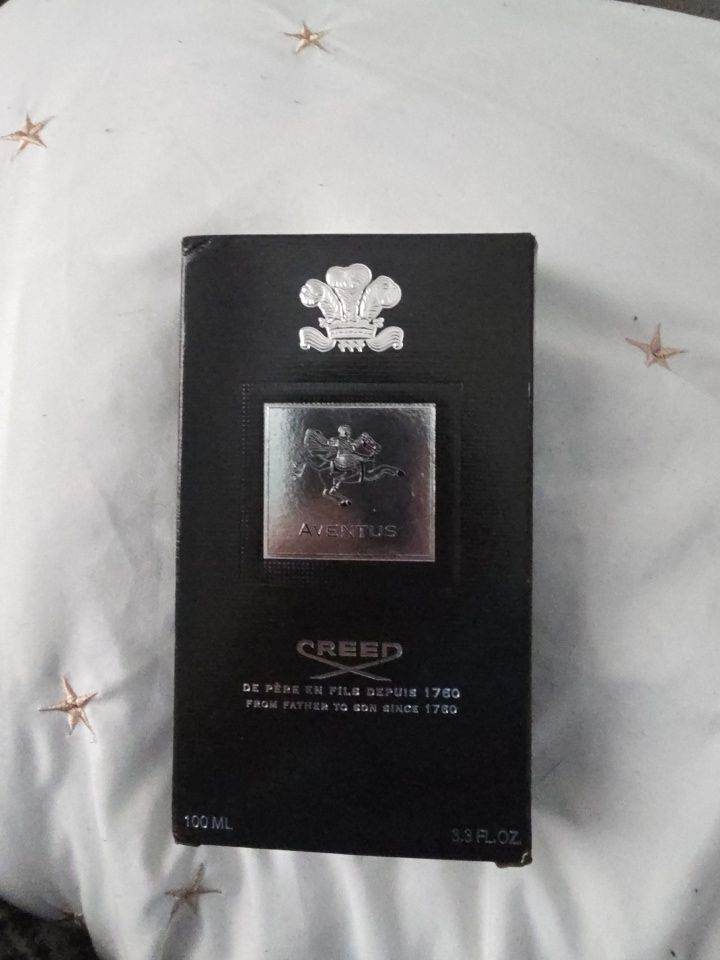 AVENTUS
CREED
DE PÈRE EN FILS DEPUIS 1760
FROM FATHER TO SON SINCE 1760
100 ML
3.3 FL.OZ.